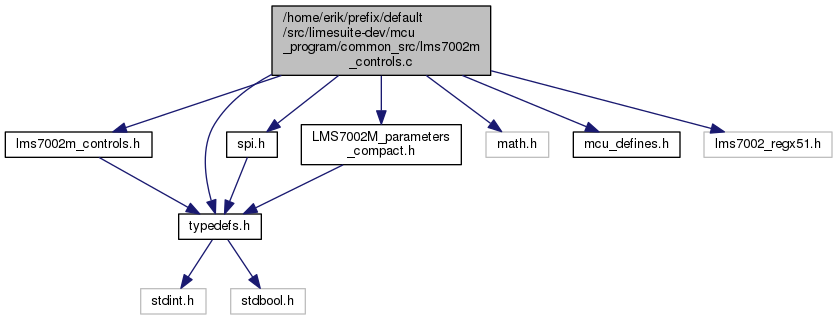 /home/erik/prefix/default
/src/limesuite-dev/mcu
_program/common_src/lms7002m
_controls.c
lms7002m_controls.h
spi.h
LMS7002M_parameters
_compact.h
math.h
mcu_defines.h
lms7002_regx51.h
typedefs.h
stdint.h
stdbool.h